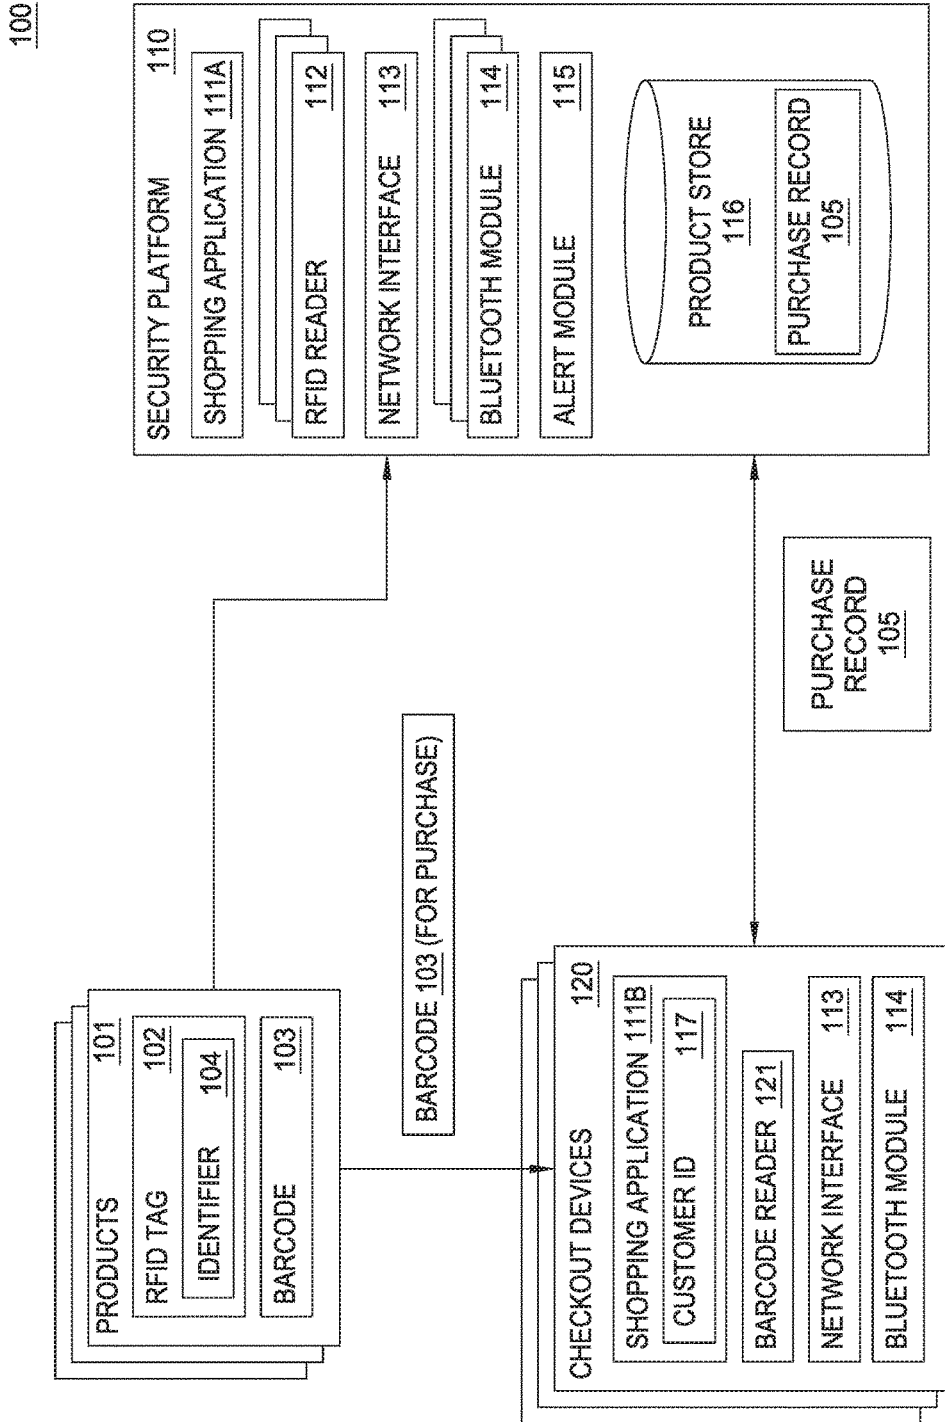 100
PRODUCTS 101
RFID TAG 102
IDENTIFIER 104
BARCODE 103
BARCODE 103 (FOR PURCHASE)
CHECKOUT DEVICES 120
SHOPPING APPLICATION 111B
CUSTOMER ID 117
BARCODE READER 121
NETWORK INTERFACE 113
BLUETOOTH MODULE 114
PURCHASE
RECORD
105
SECURITY PLATFORM 110
SHOPPING APPLICATION 111A
RFID READER 112
NETWORK INTERFACE 113
BLUETOOTH MODULE 114
ALERT MODULE 115
PRODUCT STORE
116
PURCHASE RECORD
105